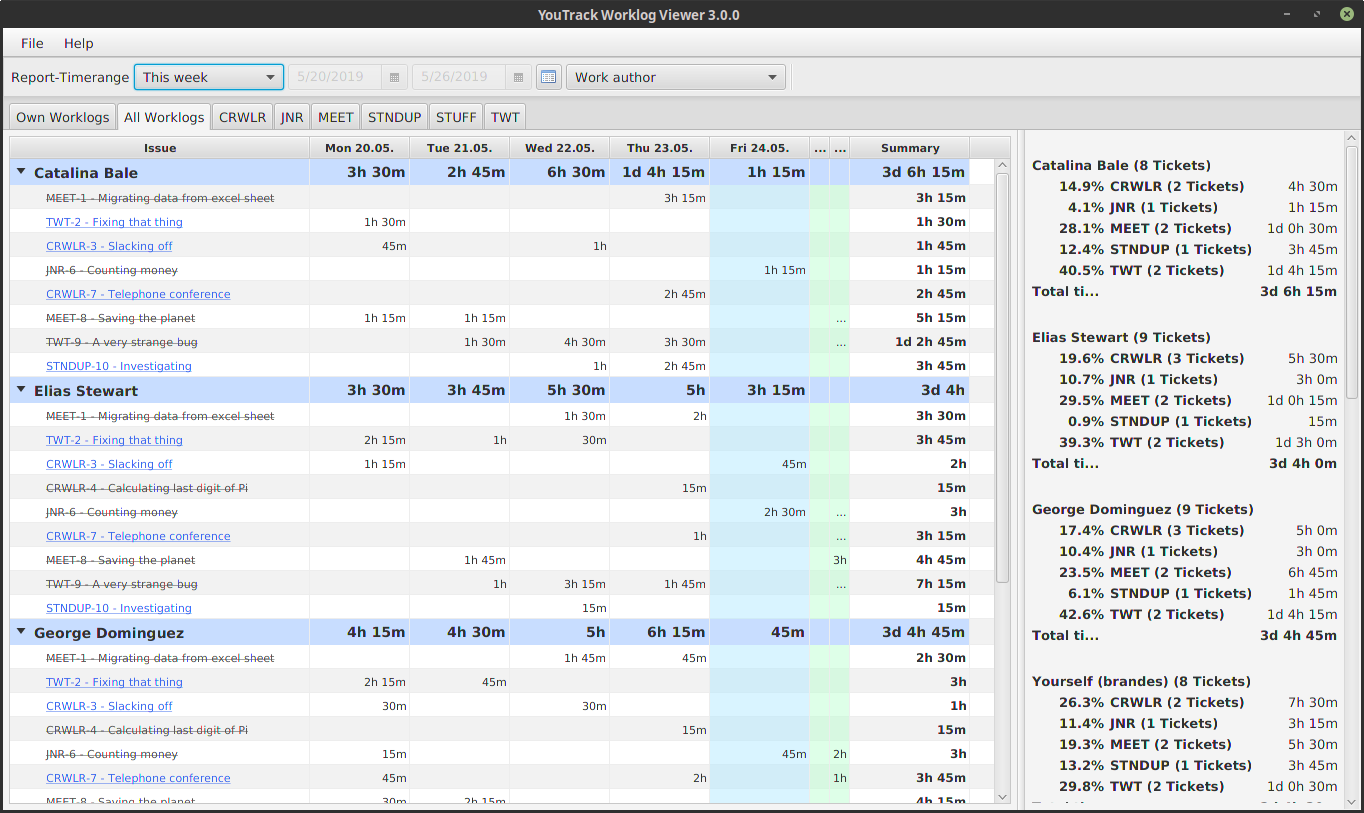 YouTrack Worklog Viewer 3.0.0
File Help
Report-Timerange This week 5/20/2019 5/26/2019 Work author
Own Worklogs All Worklogs CRWLR JNR MEET STNDUP STUFF TWT
Issue Mon 20.05. Tue 21.05. Wed 22.05. Thu 23.05. Fri 24.05. ... ... Summary
Catalina Bale 3h 30m 2h 45m 6h 30m 1d 4h 15m 1h 15m 3d 6h 15m
MEET-1 - Migrating data from excel sheet 3h 15m 3h 15m
TWT-2 - Fixing that thing 1h 30m 1h 30m
CRWLR-3 - Slacking off 45m 1h 1h 45m
JNR-6 - Counting money 1h 15m 1h 15m
CRWLR-7 - Telephone conference 2h 45m 2h 45m
MEET-8 - Saving the planet 1h 15m 1h 15m ... 5h 15m
TWT-9 - A very strange bug 1h 30m 4h 30m 3h 30m ... 1d 2h 45m
STNDUP-10 - Investigating 1h 2h 45m 3h 45m
Elias Stewart 3h 30m 3h 45m 5h 30m 5h 3h 15m 3d 4h
MEET-1 - Migrating data from excel sheet 1h 30m 2h 3h 30m
TWT-2 - Fixing that thing 2h 15m 1h 30m 3h 45m
CRWLR-3 - Slacking off 1h 15m 45m 2h
CRWLR-4 - Calculating last digit of Pi 15m 15m
JNR-6 - Counting money 2h 30m ... 3h
CRWLR-7 - Telephone conference 1h ... 3h 15m
MEET-8 - Saving the planet 1h 45m 3h 4h 45m
TWT-9 - A very strange bug 1h 3h 15m 1h 45m ... 7h 15m
STNDUP-10 - Investigating 15m 15m
George Dominguez 4h 15m 4h 30m 5h 6h 15m 45m 3d 4h 45m
MEET-1 - Migrating data from excel sheet 1h 45m 45m 2h 30m
TWT-2 - Fixing that thing 2h 15m 45m 3h
CRWLR-3 - Slacking off 30m 30m 1h
CRWLR-4 - Calculating last digit of Pi 15m 15m
JNR-6 - Counting money 15m 45m 2h 3h
CRWLR-7 - Telephone conference 45m 2h 1h 3h 45m
MEET-8 - Saving the planet 30m 2h 15m 4h 15m
Catalina Bale (8 Tickets)
14.9% CRWLR (2 Tickets) 4h 30m
4.1% JNR (1 Tickets) 1h 15m
28.1% MEET (2 Tickets) 1d 0h 30m
12.4% STNDUP (1 Tickets) 3h 45m
40.5% TWT (2 Tickets) 1d 4h 15m
Total ti... 3d 6h 15m
Elias Stewart (9 Tickets)
19.6% CRWLR (3 Tickets) 5h 30m
10.7% JNR (1 Tickets) 3h 0m
29.5% MEET (2 Tickets) 1d 0h 15m
0.9% STNDUP (1 Tickets) 15m
39.3% TWT (2 Tickets) 1d 3h 0m
Total ti... 3d 4h 0m
George Dominguez (9 Tickets)
17.4% CRWLR (3 Tickets) 5h 0m
10.4% JNR (1 Tickets) 3h 0m
23.5% MEET (2 Tickets) 6h 45m
6.1% STNDUP (1 Tickets) 1h 45m
42.6% TWT (2 Tickets) 1d 4h 15m
Total ti... 3d 4h 45m
Yourself (brandes) (8 Tickets)
26.3% CRWLR (2 Tickets) 7h 30m
11.4% JNR (1 Tickets) 3h 15m
19.3% MEET (2 Tickets) 5h 30m
13.2% STNDUP (1 Tickets) 3h 45m
29.8% TWT (2 Tickets) 1d 0h 30m